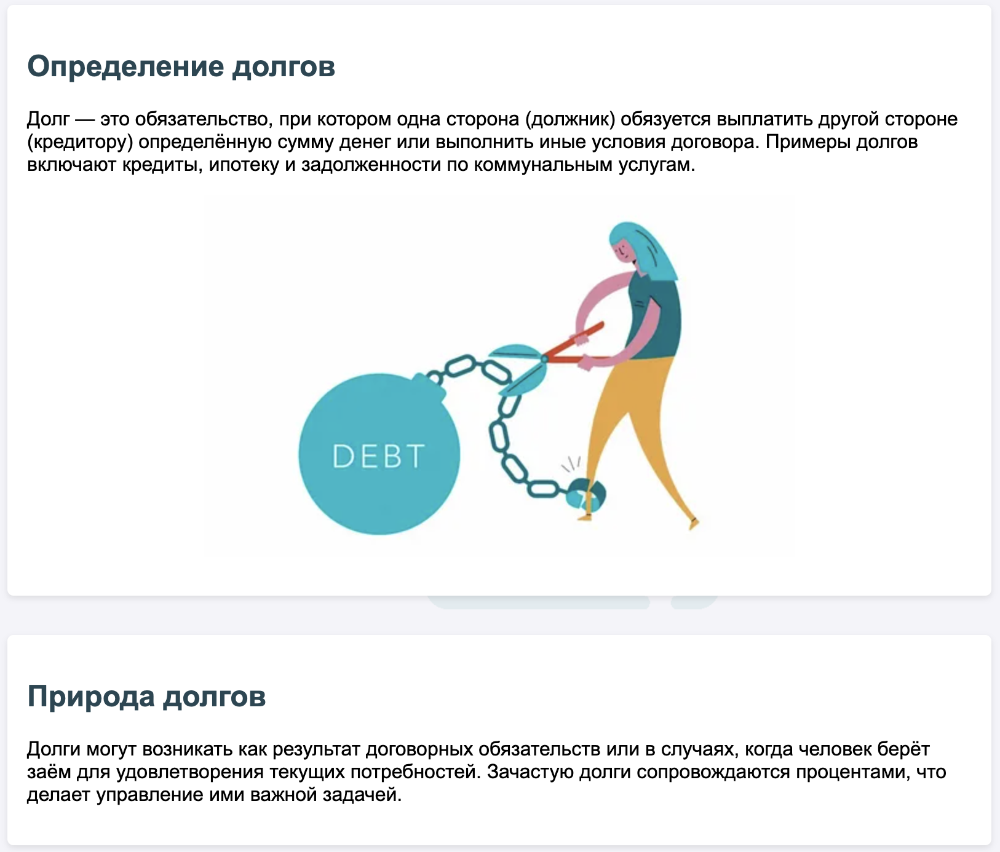 Определение долгов
Долг — это обязательство, при котором одна сторона (должник) обязуется выплатить другой стороне
(кредитору) определённую сумму денег или выполнить иные условия договора. Примеры долгов
включают кредиты, ипотеку и задолженности по коммунальным услугам.
DEBT
Природа долгов
Долги могут возникать как результат договорных обязательств или в случаях, когда человек берёт
заём для удовлетворения текущих потребностей. Зачастую долги сопровождаются процентами, что
делает управление ими важной задачей.